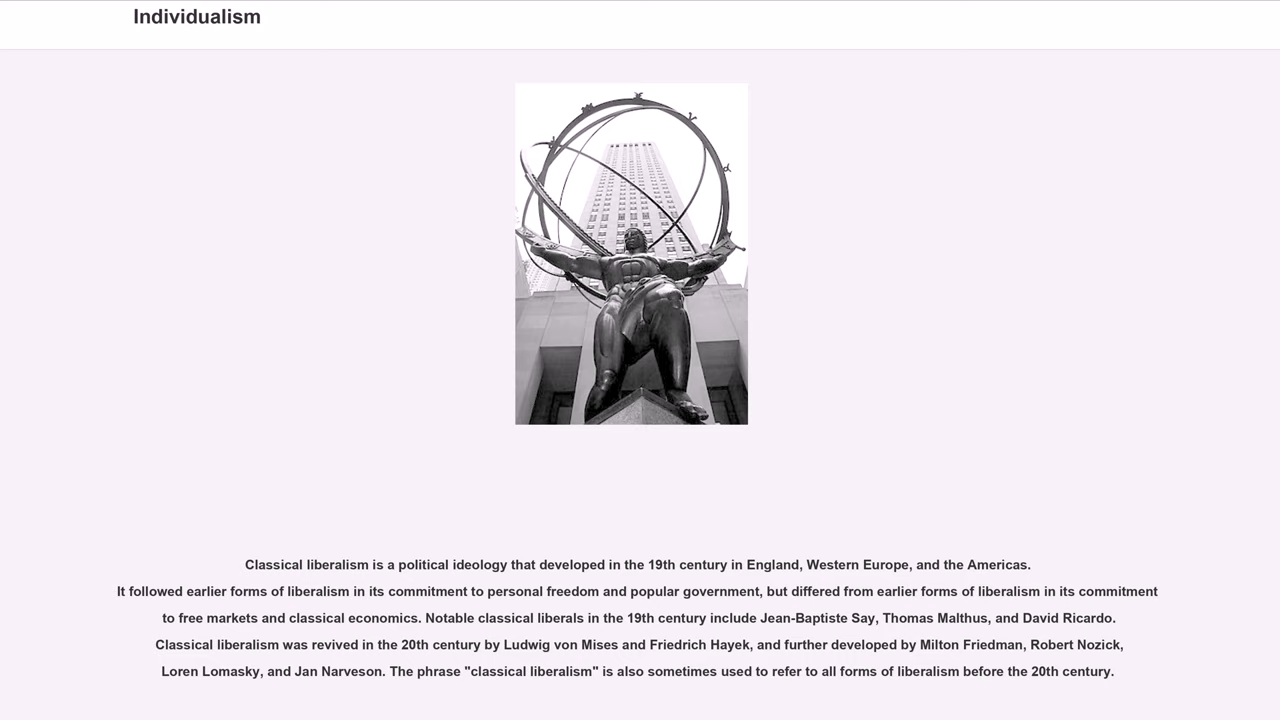 Individualism
Classical liberalism is a political ideology that developed in the 19th century in England, Western Europe, and the Americas.
It followed earlier forms of liberalism in its commitment to personal freedom and popular government, but differed from earlier forms of liberalism in its commitment
to free markets and classical economics. Notable classical liberals in the 19th century include Jean-Baptiste Say, Thomas Malthus, and David Ricardo.
Classical liberalism was revived in the 20th century by Ludwig von Mises and Friedrich Hayek, and further developed by Milton Friedman, Robert Nozick,
Loren Lomasky, and Jan Narveson. The phrase "classical liberalism" is also sometimes used to refer to all forms of liberalism before the 20th century.